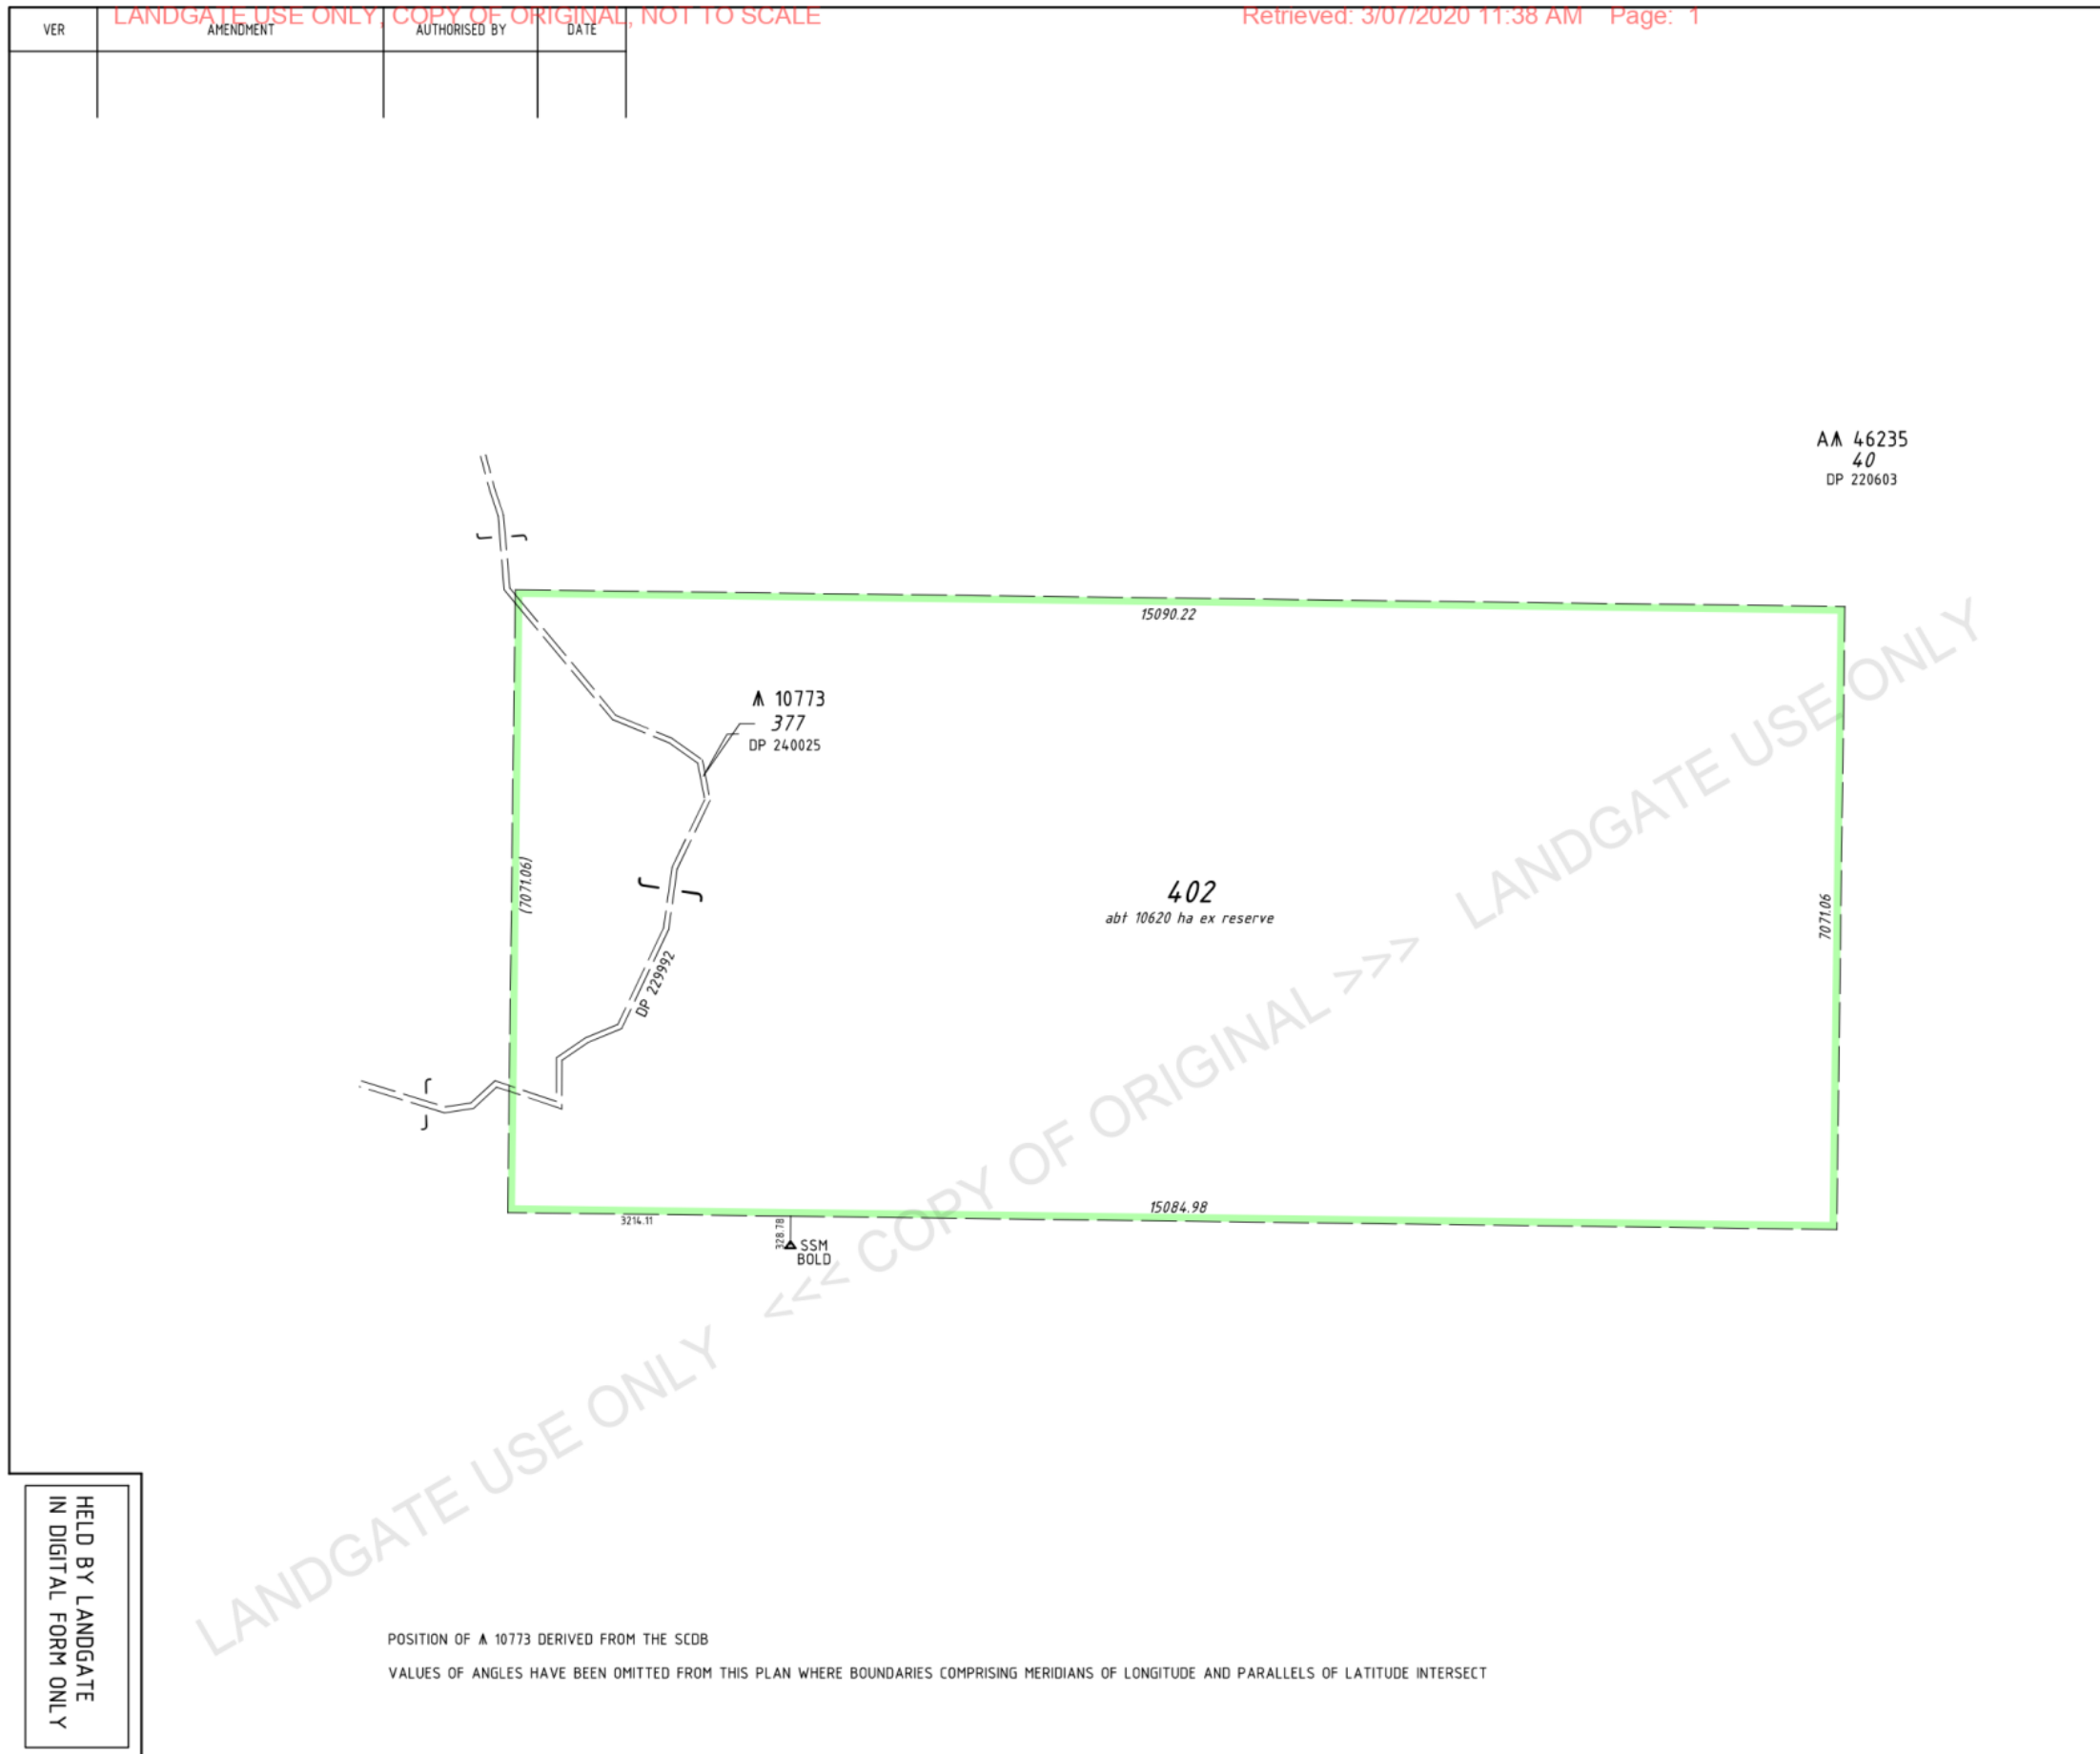 LANDGATE USE ONLY, COPY OF ORIGINAL, NOT TO SCALE
Retrieved: 3/07/2020 11:38 AM Page: 1
VER
AMENDMENT
AUTHORISED BY
DATE
46235
40
DP 220603
15090.22
10773
377
DP 240025
(7071.06)
402
abt 10620 ha ex reserve
7071.06
DP 229992
15084.98
3214.11
328.78
SSM
BOLD
LANDGATE USE ONLY <<< COPY OF ORIGINAL >>> LANDGATE USE ONLY
HELD BY LANDGATE
IN DIGITAL FORM ONLY
POSITION OF 10773 DERIVED FROM THE SCDB
VALUES OF ANGLES HAVE BEEN OMITTED FROM THIS PLAN WHERE BOUNDARIES COMPRISING MERIDIANS OF LONGITUDE AND PARALLELS OF LATITUDE INTERSECT